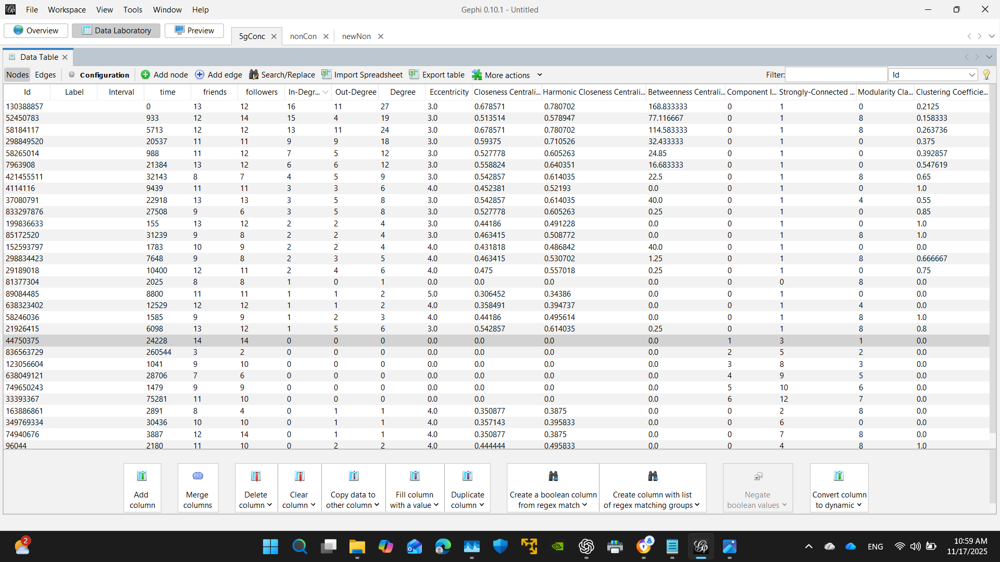 File Workspace View Tools Window Help Gephi 0.10.1 - Untitled
Overview Data Laboratory Preview 5gConc nonCon newNon
Data Table
Nodes Edges Configuration Add node Add edge Search/Replace Import Spreadsheet Export table More actions Filter: Id
Id Label Interval time friends followers In-Degr... Out-Degree Degree Eccentricity Closeness Centrali... Harmonic Closeness Centrali... Betweenness Centrali... Component I... Strongly-Connected ... Modularity Cla... Clustering Coefficie...
130388857 0 13 12 16 11 27 3.0 0.678571 0.780702 168.833333 0 1 0 0.2125
52450783 933 12 14 15 4 19 3.0 0.513514 0.578947 77.116667 0 1 8 0.158333
58184117 5713 12 12 13 11 24 3.0 0.678571 0.780702 114.583333 0 1 8 0.263736
298849520 20537 11 11 9 9 18 3.0 0.59375 0.710526 32.433333 0 1 0 0.375
58265014 988 11 12 7 5 12 3.0 0.527778 0.605263 24.85 0 1 0 0.392857
7963908 21384 13 12 6 6 12 3.0 0.558824 0.640351 16.683333 0 1 0 0.547619
421455511 32143 8 7 4 5 9 3.0 0.542857 0.614035 22.5 0 1 8 0.65
4114116 9439 11 11 3 3 6 4.0 0.452381 0.52193 0.0 0 1 0 1.0
37080791 22918 13 13 3 5 8 3.0 0.542857 0.614035 40.0 0 1 4 0.55
833297876 27508 9 6 3 5 8 3.0 0.527778 0.605263 0.25 0 1 0 0.85
199836633 155 13 12 2 2 4 3.0 0.44186 0.491228 0.0 0 1 0 1.0
85172520 31239 9 8 2 2 4 3.0 0.463415 0.508772 0.0 0 1 8 1.0
152593797 1783 10 9 2 2 4 4.0 0.431818 0.486842 40.0 0 1 0 0.0
298834423 7648 9 8 2 3 5 4.0 0.463415 0.530702 1.25 0 1 8 0.666667
29189018 10400 12 11 2 4 6 4.0 0.475 0.557018 0.25 0 1 0 0.75
81377304 2025 8 8 1 0 1 0.0 0.0 0.0 0.0 0 0 8 0.0
89084485 8800 11 11 1 1 2 5.0 0.306452 0.34386 0.0 0 1 0 0.0
638323402 12529 12 12 1 1 2 4.0 0.358491 0.394737 0.0 0 1 4 0.0
58246036 1585 9 9 1 2 3 4.0 0.44186 0.495614 0.0 0 1 8 1.0
21926415 6098 13 12 1 5 6 3.0 0.542857 0.614035 0.25 0 1 8 0.8
44750375 24228 14 14 0 0 0 0.0 0.0 0.0 0.0 1 3 1 0.0
836563729 260544 3 2 0 0 0 0.0 0.0 0.0 0.0 2 5 2 0.0
123056604 1041 9 10 0 0 0 0.0 0.0 0.0 0.0 3 8 3 0.0
638049121 28706 7 6 0 0 0 0.0 0.0 0.0 0.0 4 9 5 0.0
749650243 1479 9 9 0 0 0 0.0 0.0 0.0 0.0 5 10 6 0.0
33393367 75281 11 10 0 0 0 0.0 0.0 0.0 0.0 6 12 7 0.0
163886861 2891 8 4 0 1 1 4.0 0.350877 0.3875 0.0 0 2 8 0.0
349769334 30436 10 10 0 1 1 4.0 0.357143 0.395833 0.0 0 6 0 0.0
74940676 3887 12 14 0 1 1 4.0 0.350877 0.3875 0.0 0 7 8 0.0
96044 2180 11 10 0 2 2 4.0 0.444444 0.495833 0.0 0 4 8 1.0
Add Merge Delete Clear Copy data to Fill column Duplicate Create a boolean column Create column with list Negate Convert column
column columns column column other column with a value column from regex match of regex matching groups boolean values to dynamic
2 8 ENG 10:59 AM
11/17/2025